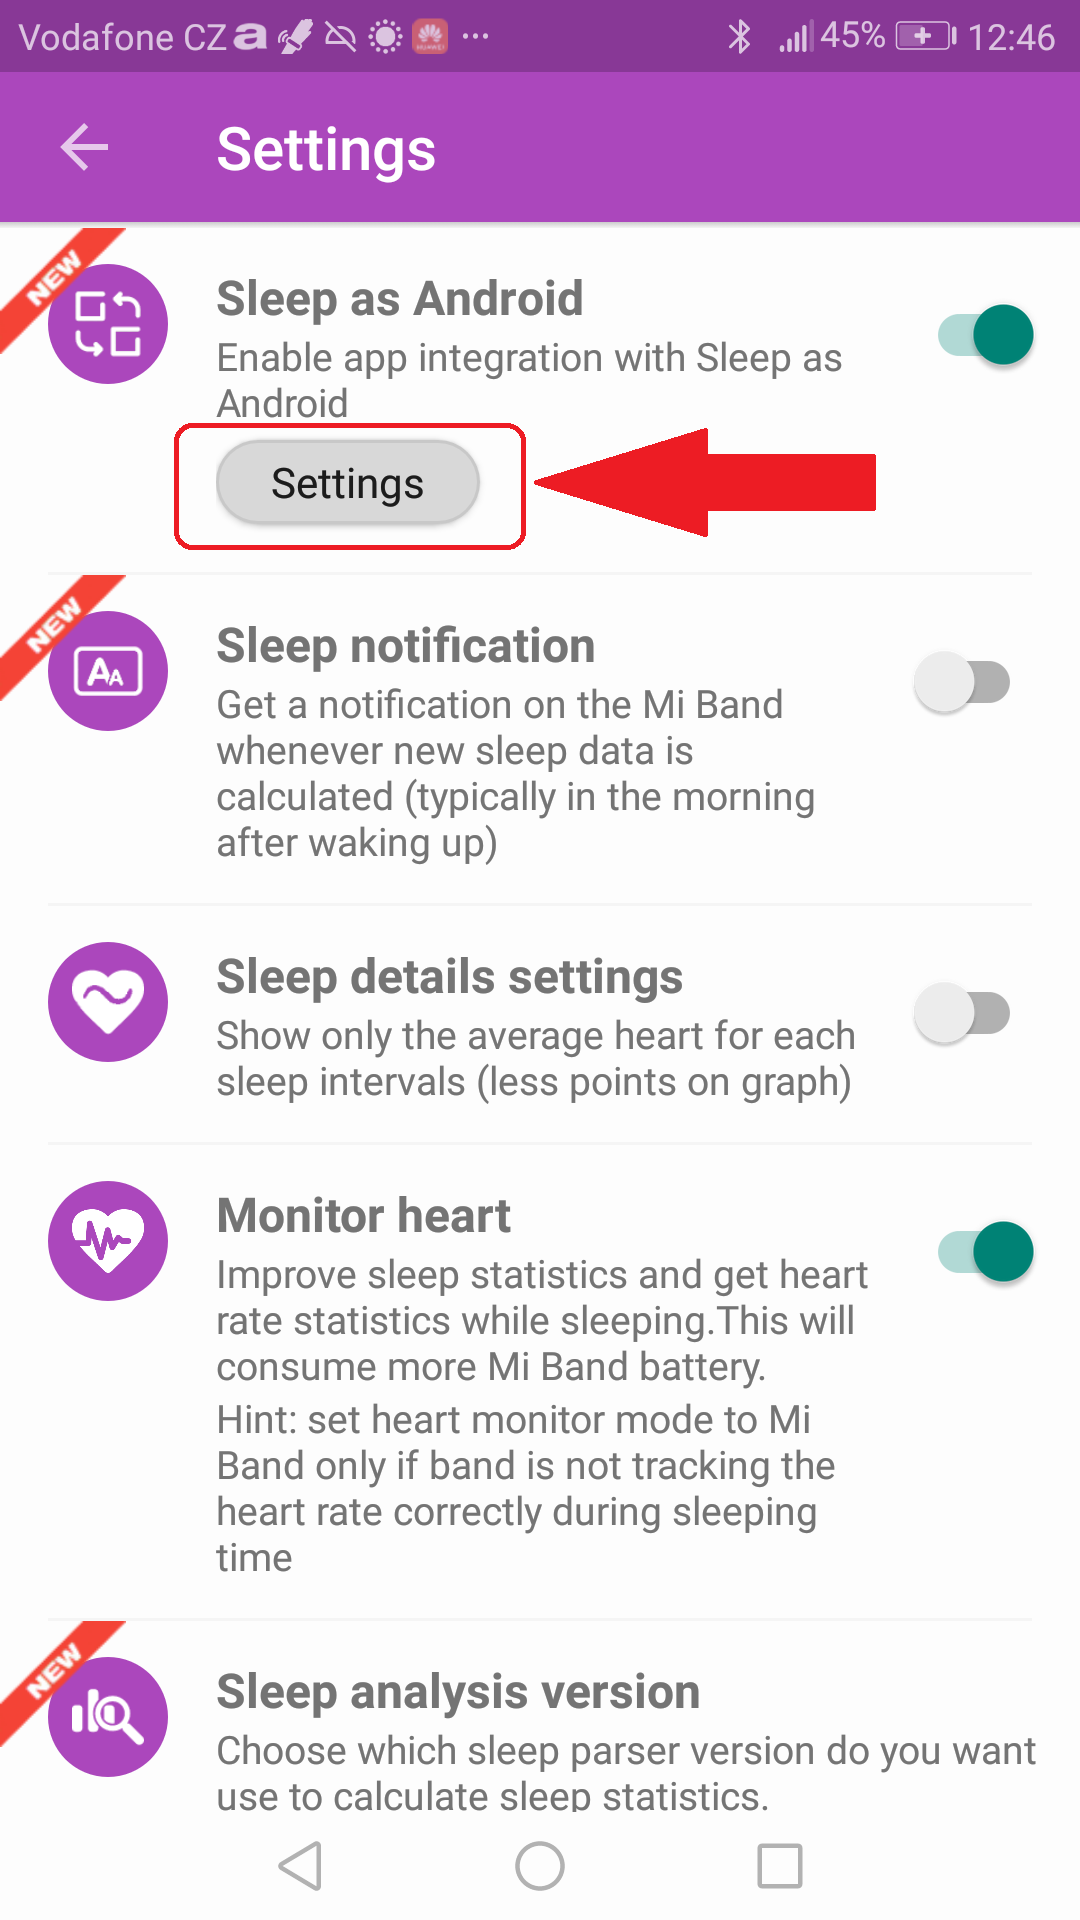 Vodafone CZ a ... 45% 12:46
Settings
NEW
Sleep as Android
Enable app integration with Sleep as
Android
Settings
NEW
AA
Sleep notification
Get a notification on the Mi Band
whenever new sleep data is
calculated (typically in the morning
after waking up)
Sleep details settings
Show only the average heart for each
sleep intervals (less points on graph)
Monitor heart
Improve sleep statistics and get heart
rate statistics while sleeping.This will
consume more Mi Band battery.
Hint: set heart monitor mode to Mi
Band only if band is not tracking the
heart rate correctly during sleeping
time
NEW
Sleep analysis version
Choose which sleep parser version do you want
use to calculate sleep statistics.